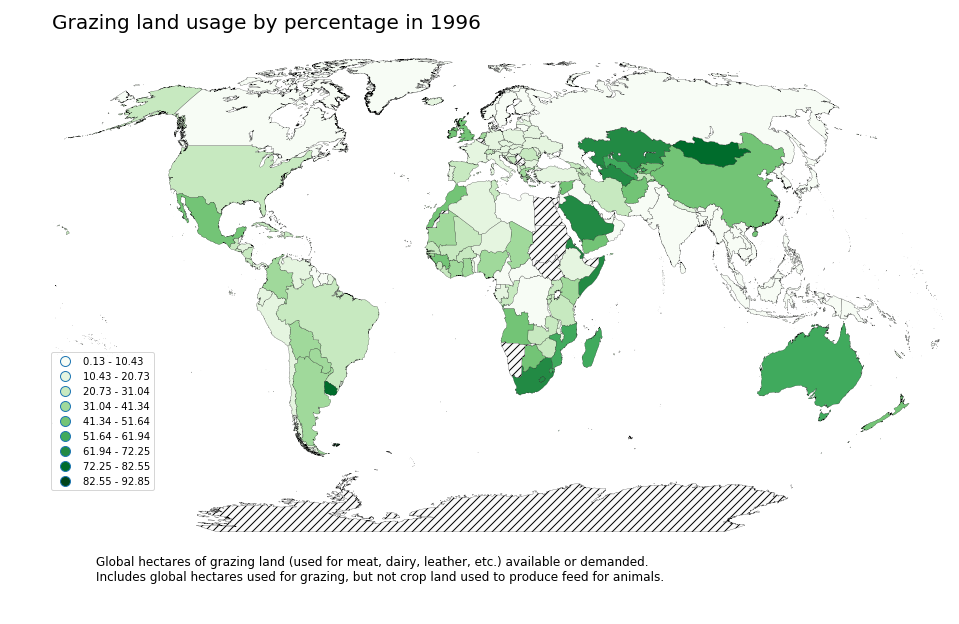 Grazing land usage by percentage in 1996
0.13 - 10.43
10.43 - 20.73
20.73 - 31.04
31.04 - 41.34
41.34 - 51.64
51.64 - 61.94
61.94 - 72.25
72.25 - 82.55
82.55 - 92.85
Global hectares of grazing land (used for meat, dairy, leather, etc.) available or demanded.
Includes global hectares used for grazing, but not crop land used to produce feed for animals.